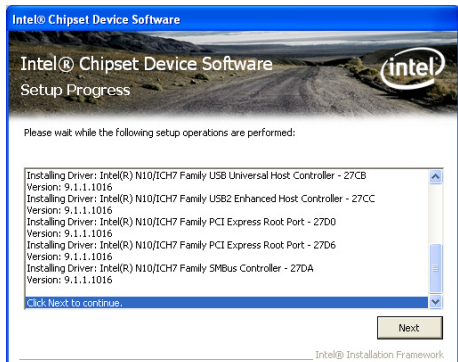 Intel® Chipset Device Software
Intel® Chipset Device Software
intel
Setup Progress
Please wait while the following setup operations are performed:
Installing Driver: Intel(R) N10/ICH7 Family USB Universal Host Controller - 27CB
Version: 9.1.1.1016
Installing Driver: Intel(R) N10/ICH7 Family USB2 Enhanced Host Controller - 27CC
Version: 9.1.1.1016
Installing Driver: Intel(R) N10/ICH7 Family PCI Express Root Port - 27D0
Version: 9.1.1.1016
Installing Driver: Intel(R) N10/ICH7 Family PCI Express Root Port - 27D6
Version: 9.1.1.1016
Installing Driver: Intel(R) N10/ICH7 Family SMBus Controller - 27DA
Version: 9.1.1.1016
Click Next to continue.
Next
Intel® Installation Framework